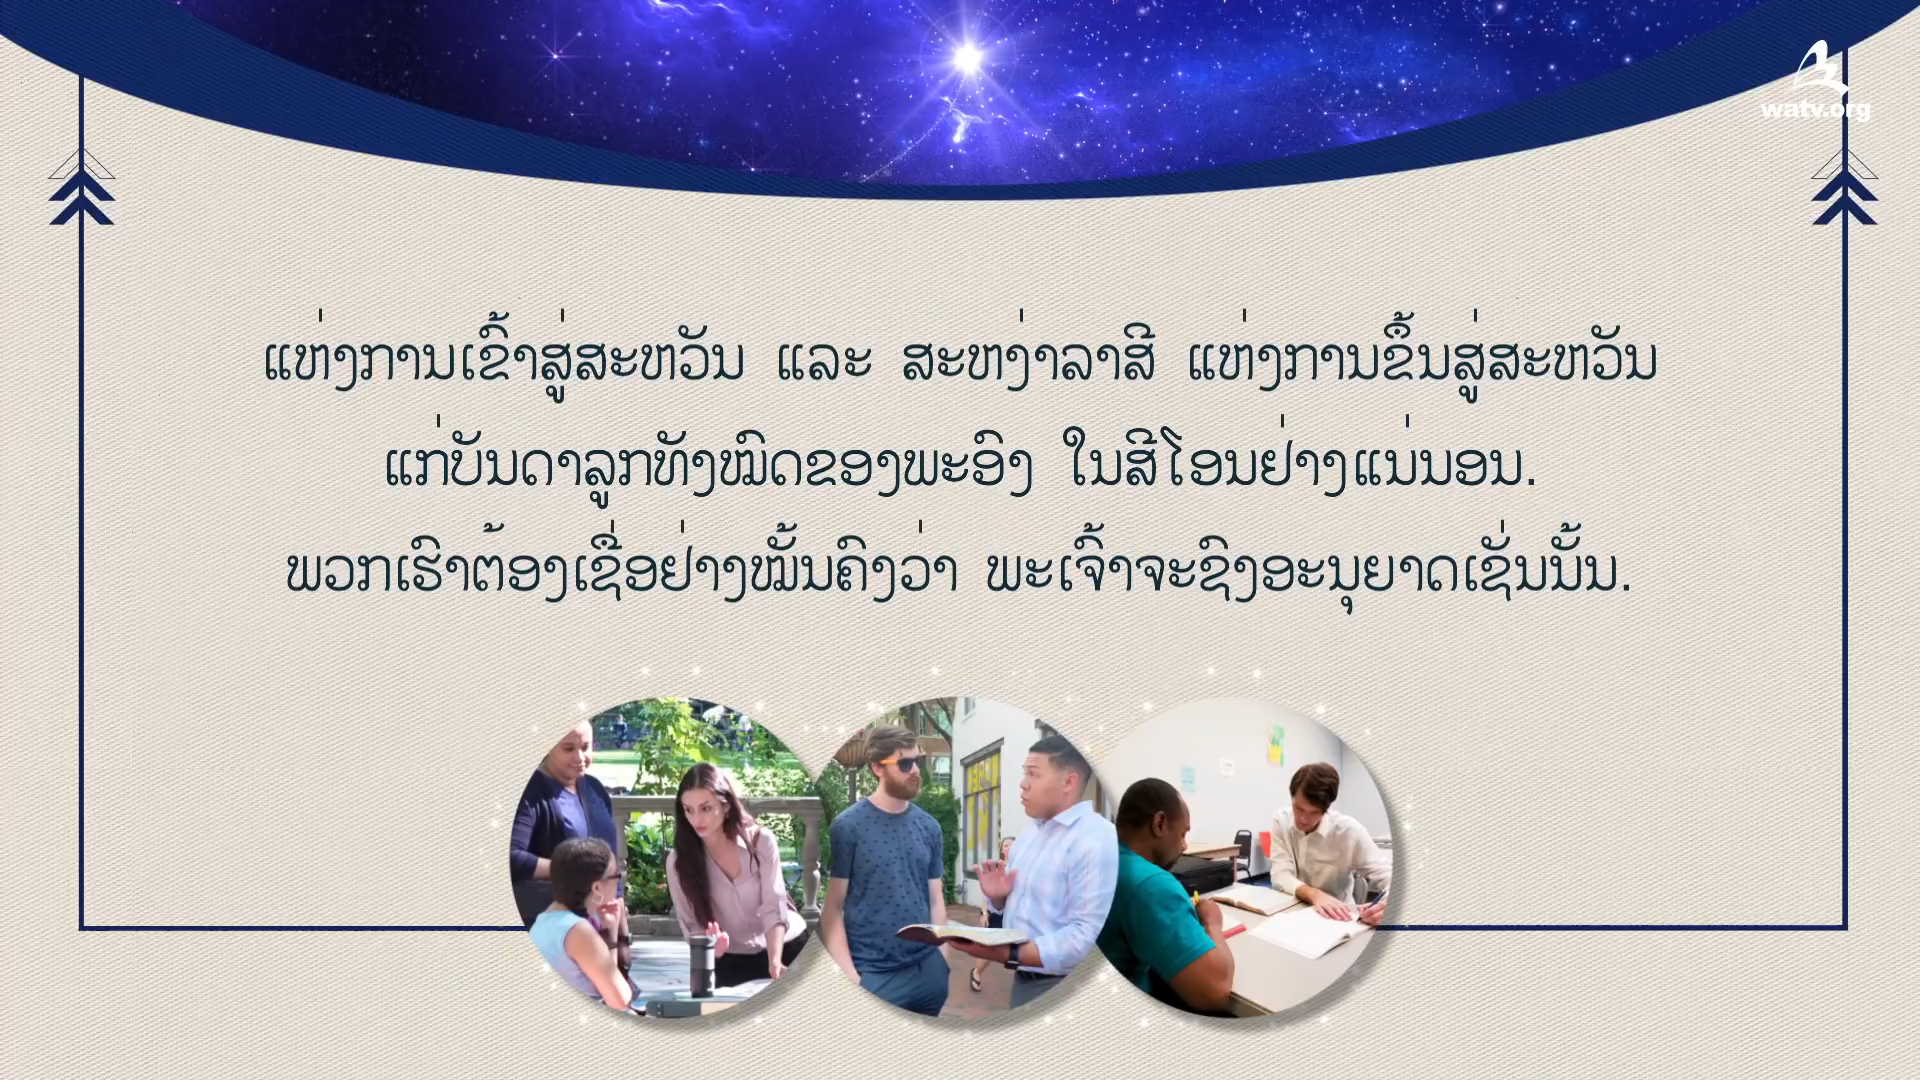 watv.org
ແຫ່ງການເຂົ້າສູ່ສະຫວັນ ແລະ ສະຫງ່າລາສີ ແຫ່ງການຂຶ້ນສູ່ສະຫວັນ
ແກ່ບັນດາລູກທັງໝົດຂອງພະອົງ ໃນສີໂອນຢ່າງແນ່ນອນ.
ພວກເຮົາຕ້ອງເຊື່ອຢ່າງໝັ້ນຄົງວ່າ ພະເຈົ້າຈະຊົງອະນຸຍາດເຊັ່ນນັ້ນ.